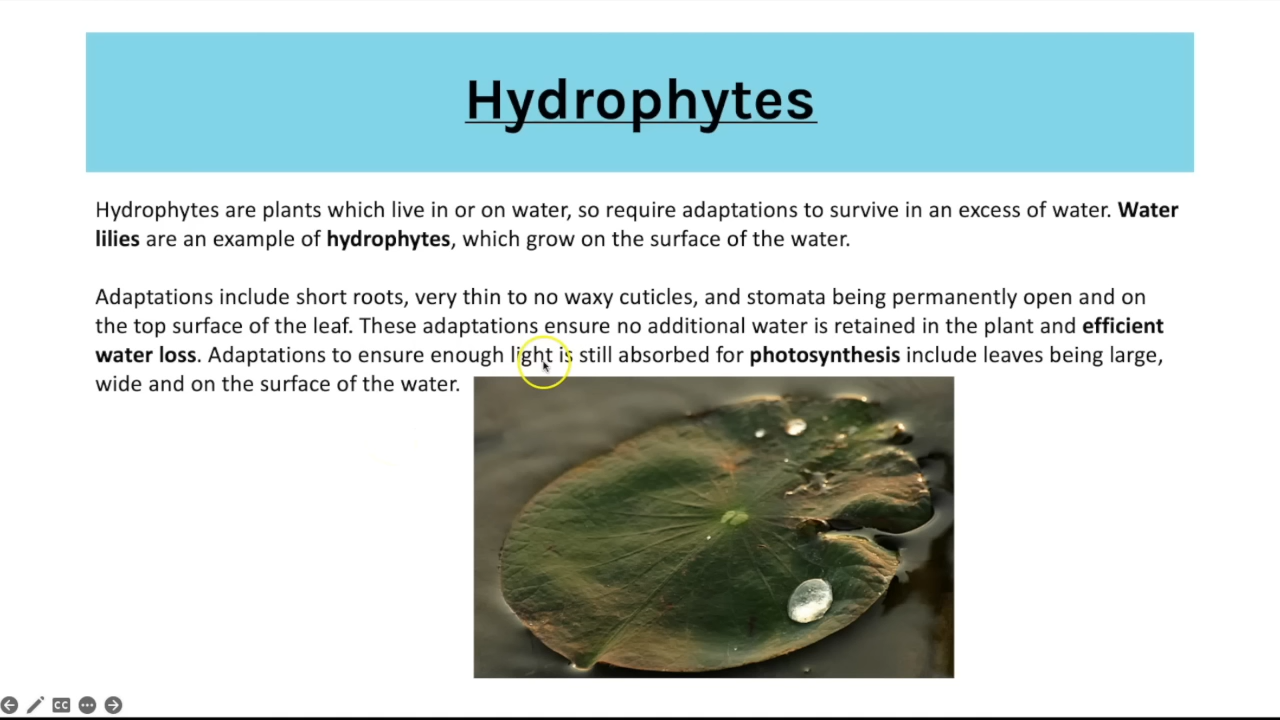 Hydrophytes
Hydrophytes are plants which live in or on water, so require adaptations to survive in an excess of water. Water
lilies are an example of hydrophytes, which grow on the surface of the water.
Adaptations include short roots, very thin to no waxy cuticles, and stomata being permanently open and on
the top surface of the leaf. These adaptations ensure no additional water is retained in the plant and efficient
water loss. Adaptations to ensure enough light is still absorbed for photosynthesis include leaves being large,
wide and on the surface of the water.
CC